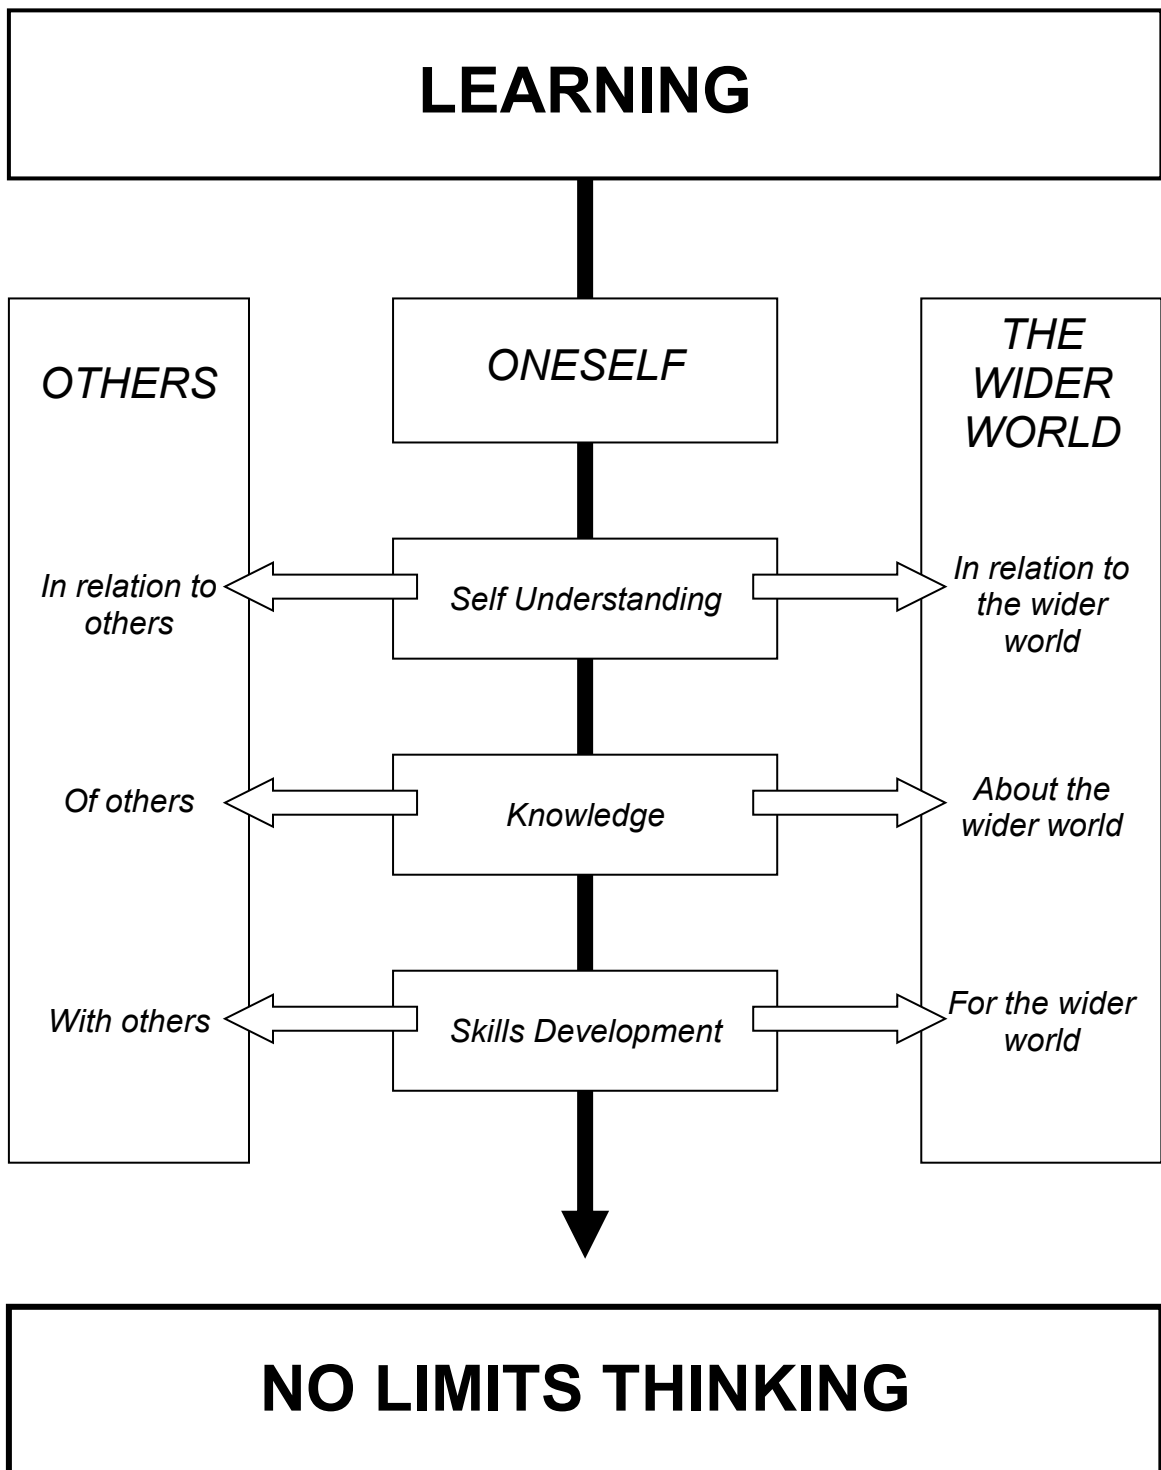 LEARNING
OTHERS
ONESELF
THE
WIDER
WORLD
In relation to
others
Self Understanding
In relation to
the wider
world
Of others
Knowledge
About the
wider world
With others
Skills Development
For the wider
world
NO LIMITS THINKING